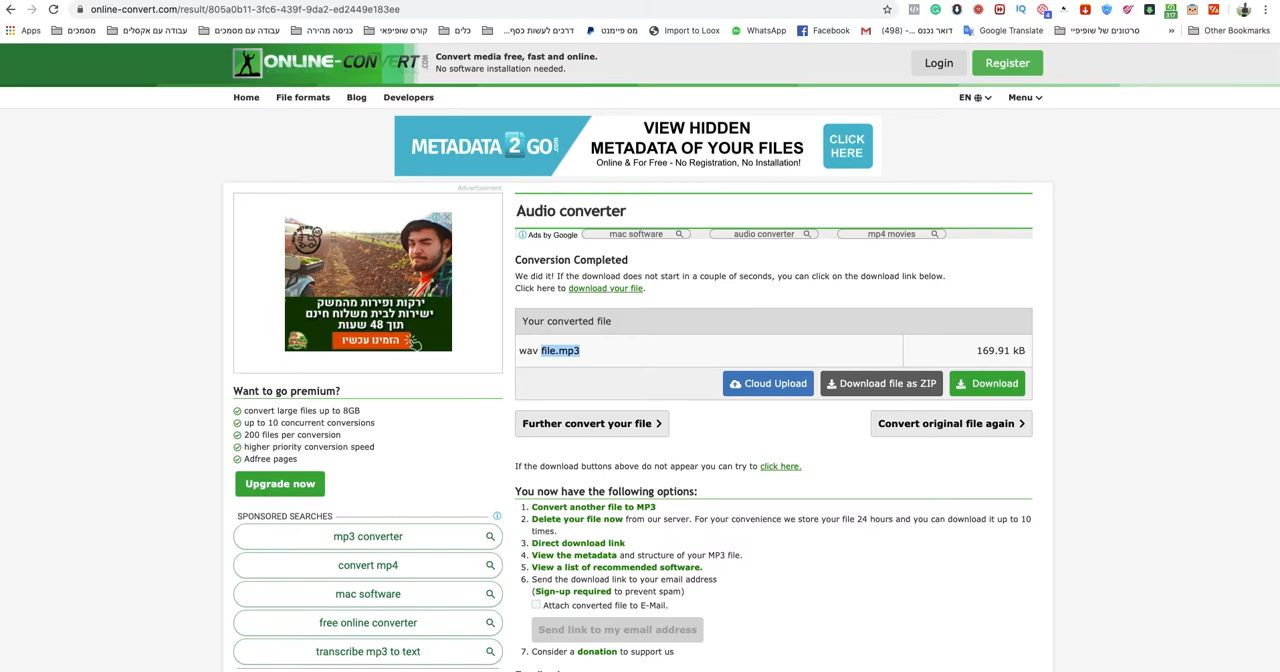 online-convert.com/result/805a0b11-3fc6-439f-9da2-ed2449e183ee
Apps מסמכים עבודה עם אקסלים עבודה עם מסמכים כניסה מהירה קורס שופיפאי כלים דרכים לעשות כסף... מס פיימנט Import to Loox WhatsApp Facebook דואר נכנס -... (498) Google Translate סרטונים של שופיפיי » Other Bookmarks
ONLINE-CONVERT
Convert media free, fast and online.
No software installation needed.
Login Register
Home File formats Blog Developers EN Menu
METADATA 2 GO
VIEW HIDDEN
METADATA OF YOUR FILES
Online & For Free - No Registration, No Installation!
CLICK
HERE
Advertisement
ירקות ופירות מהמשק
ישירות לבית משלוח חינם
תוך 48 שעות
הזמינו עכשיו
Want to go premium?
convert large files up to 8GB
up to 10 concurrent conversions
200 files per conversion
higher priority conversion speed
Adfree pages
Upgrade now
SPONSORED SEARCHES
mp3 converter
convert mp4
mac software
free online converter
transcribe mp3 to text
Audio converter
Ads by Google mac software audio converter mp4 movies
Conversion Completed
We did it! If the download does not start in a couple of seconds, you can click on the download link below.
Click here to download your file.
Your converted file
wav file.mp3 169.91 kB
Cloud Upload Download file as ZIP Download
Further convert your file Convert original file again
If the download buttons above do not appear you can try to click here.
You now have the following options:
1. Convert another file to MP3
2. Delete your file now from our server. For your convenience we store your file 24 hours and you can download it up to 10
times.
3. Direct download link
4. View the metadata and structure of your MP3 file.
5. View a list of recommended software.
6. Send the download link to your email address
(Sign-up required to prevent spam)
Attach converted file to E-Mail.
Send link to my email address
7. Consider a donation to support us